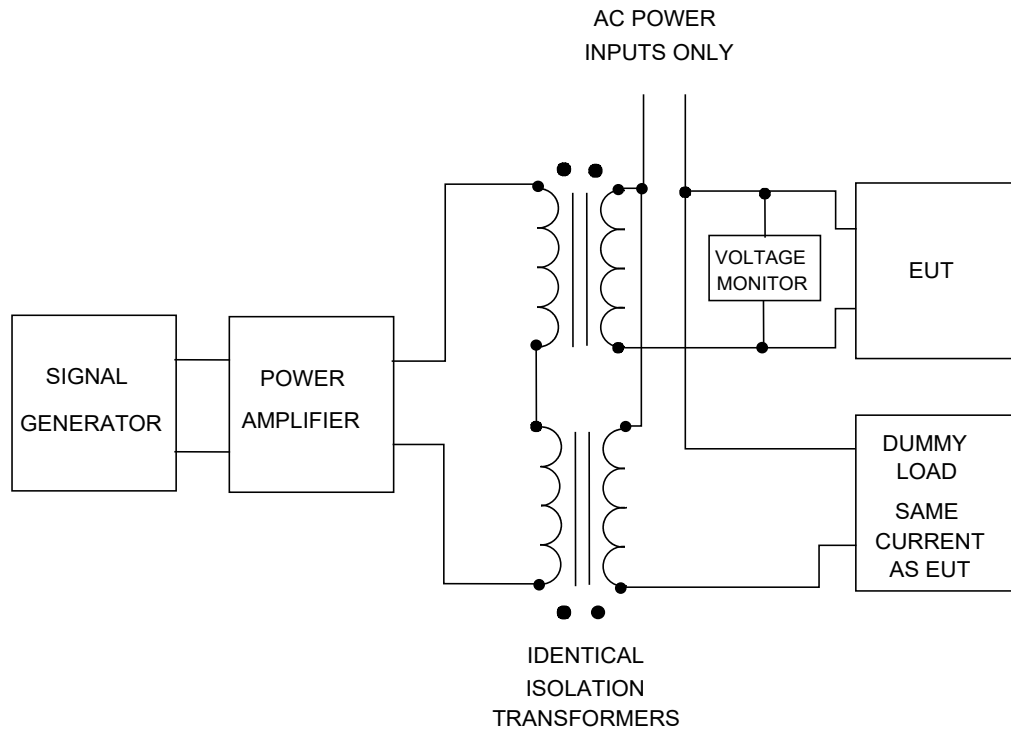 AC POWER
INPUTS ONLY
VOLTAGE
MONITOR
EUT
SIGNAL
GENERATOR
POWER
AMPLIFIER
DUMMY
LOAD
SAME
CURRENT
AS EUT
IDENTICAL
ISOLATION
TRANSFORMERS